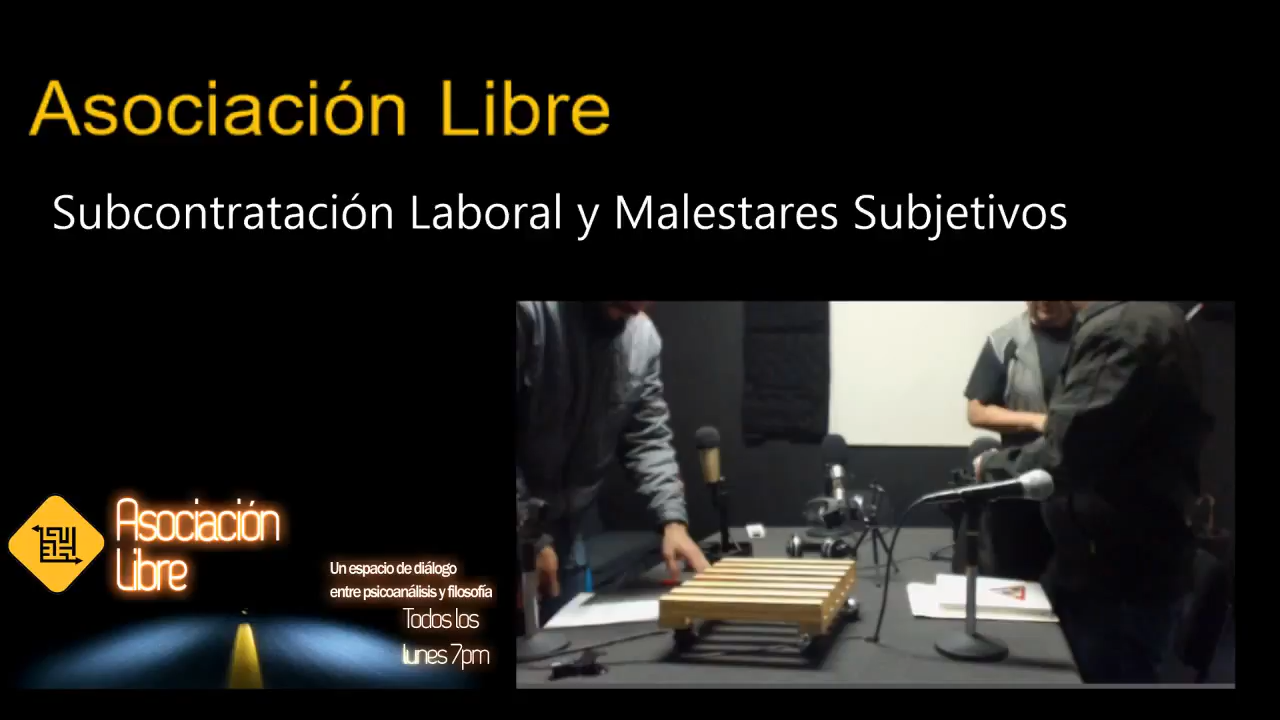 Asociación Libre
Subcontratación Laboral y Malestares Subjetivos
Asociación
Libre
Un espacio de diálogo
entre psicoanálisis y filosofía
Todos los
lunes 7pm